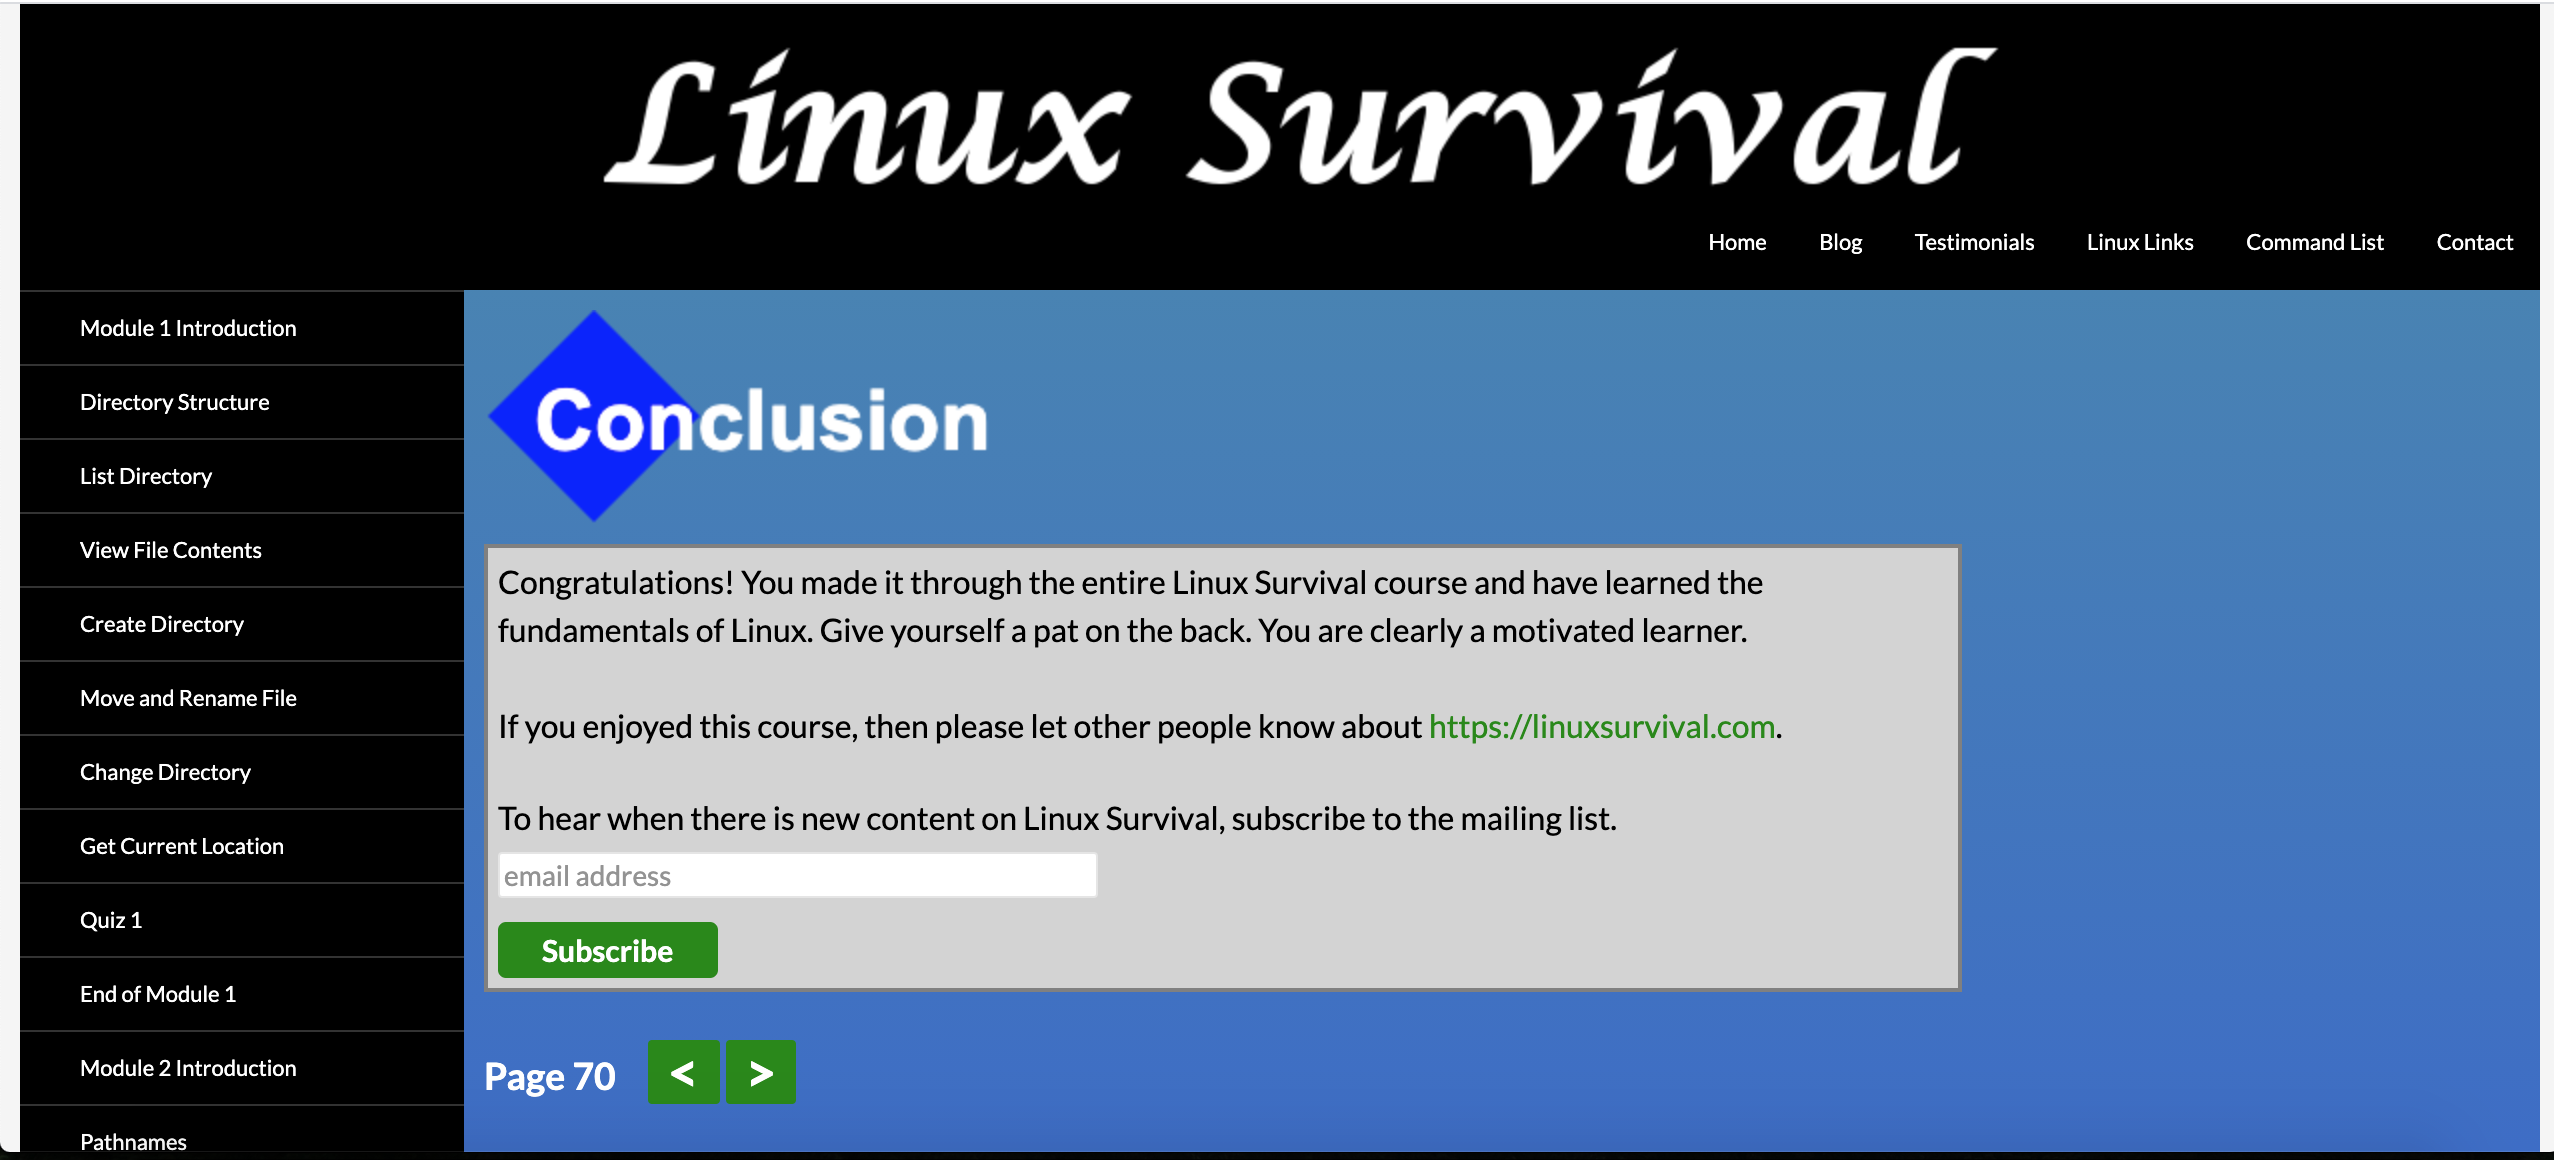 Linux Survival
Home Blog Testimonials Linux Links Command List Contact
Module 1 Introduction
Directory Structure
List Directory
View File Contents
Create Directory
Move and Rename File
Change Directory
Get Current Location
Quiz 1
End of Module 1
Module 2 Introduction
Pathnames
Conclusion
Congratulations! You made it through the entire Linux Survival course and have learned the
fundamentals of Linux. Give yourself a pat on the back. You are clearly a motivated learner.
If you enjoyed this course, then please let other people know about https://linuxsurvival.com.
To hear when there is new content on Linux Survival, subscribe to the mailing list.
email address
Subscribe
Page 70 < >